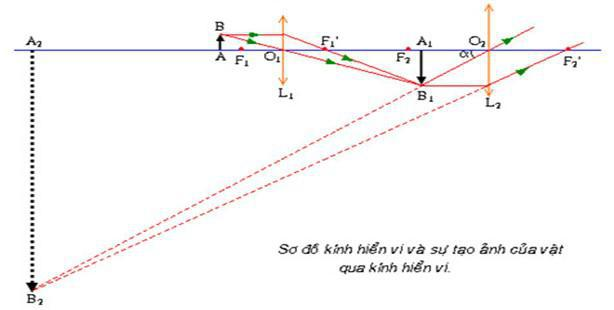 B
A₂
A
F₁
O₁
F₁'
F₂
A₁
α
O₂
F₂'
L₁
B₁
L₂
Sơ đồ kính hiển vi và sự tạo ảnh của vật
qua kính hiển vi.
B₂